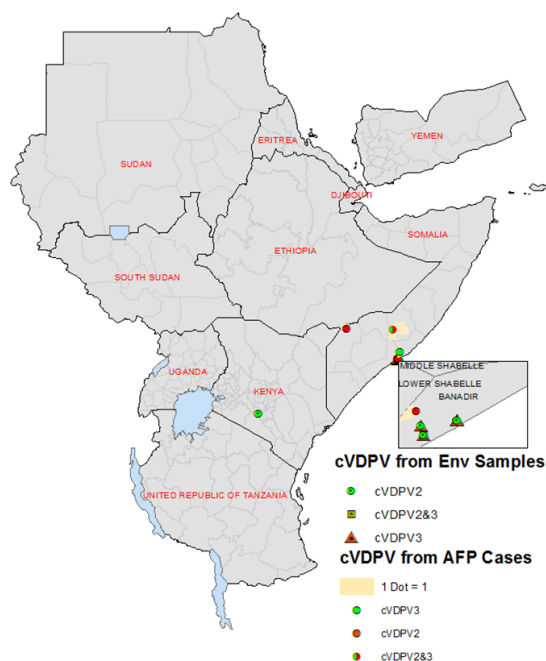 YEMEN
ERITREA
SUDAN
DJIBOUTI
SOMALIA
ETHIOPIA
SOUTH SUDAN
UGANDA
KENYA
MIDDLE SHABELLE
LOWER SHABELLE
BANADIR
UNITED REPUBLIC OF TANZANIA
cVDPV from Env Samples
cVDPV2
cVDPV2&3
cVDPV3
cVDPV from AFP Cases
1 Dot = 1
cVDPV3
cVDPV2
cVDPV2&3